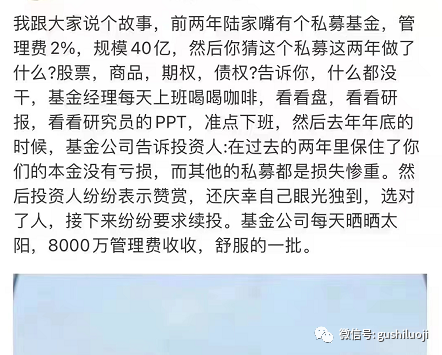 我跟大家说个故事，前两年陆家嘴有个私募基金，管
理费2%，规模40亿，然后你猜这个私募这两年做了
什么?股票，商品，期权，债权?告诉你，什么都没
干，基金经理每天上班喝喝咖啡，看看盘，看看研
报，看看研究员的PPT，准点下班，然后去年年底的
时候，基金公司告诉投资人:在过去的两年里保住了你
们的本金没有亏损，而其他的私募都是损失惨重。然
后投资人纷纷表示赞赏，还庆幸自己眼光独到，选对
了人，接下来纷纷要求续投。基金公司每天晒晒太
阳，8000万管理费收收，舒服的一批。
微信号: gushiluoji